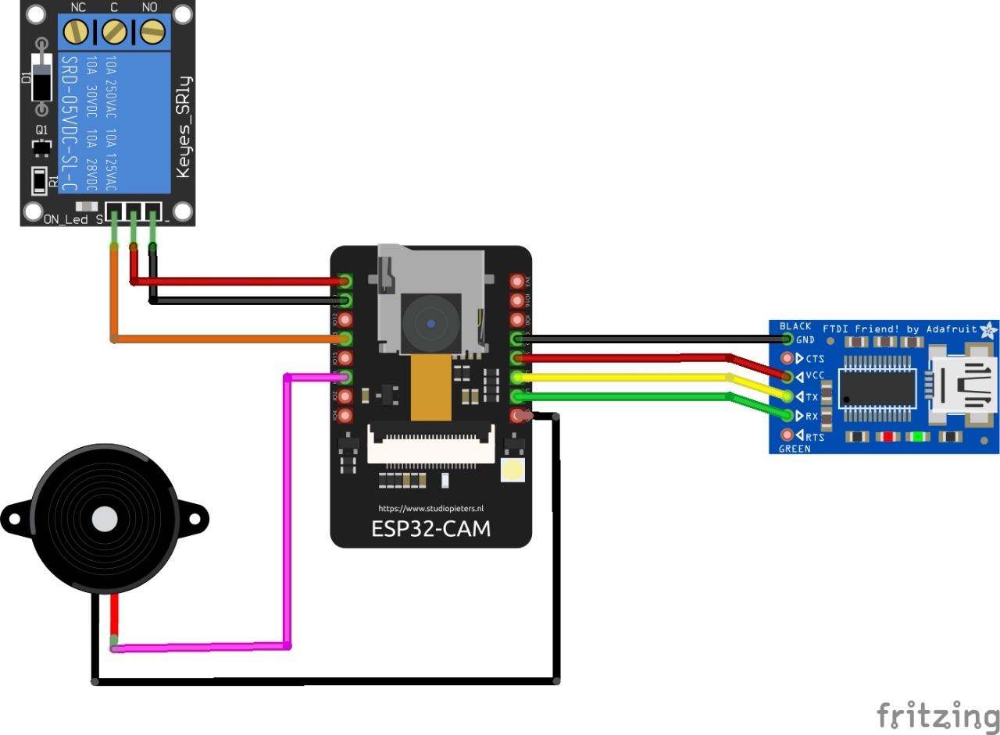 NC C NO
D1
Q1
R1
SRD-05VDC-SL-C
10A 30VDC 10A 28VDC
10A 250VAC 10A 125VAC
Keyes_SRly
ON_Led S
-
IO12
IO15
IO2
IO4
3V3
IO16
IO0
https://www.studiopieters.nl
ESP32-CAM
BLACK
FTDI Friend! by Adafruit
GND
CTS
VCC
TX
RX
RTS
GREEN
fritzing